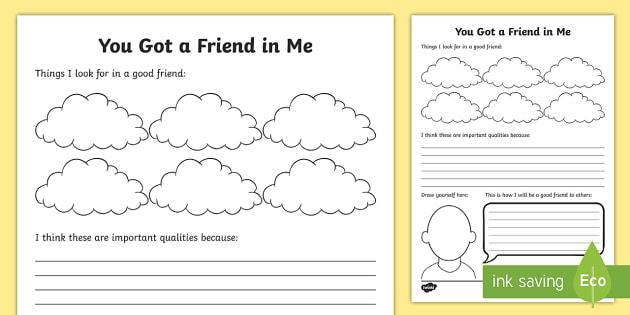 You Got a Friend in Me
Things I look for in a good friend:
I think these are important qualities because:
You Got a Friend in Me
Things I look for in a good friend:
I think these are important qualities because:
Draw yourself here:
This is how I will be a good friend to others:
twinkl
ink saving
Eco